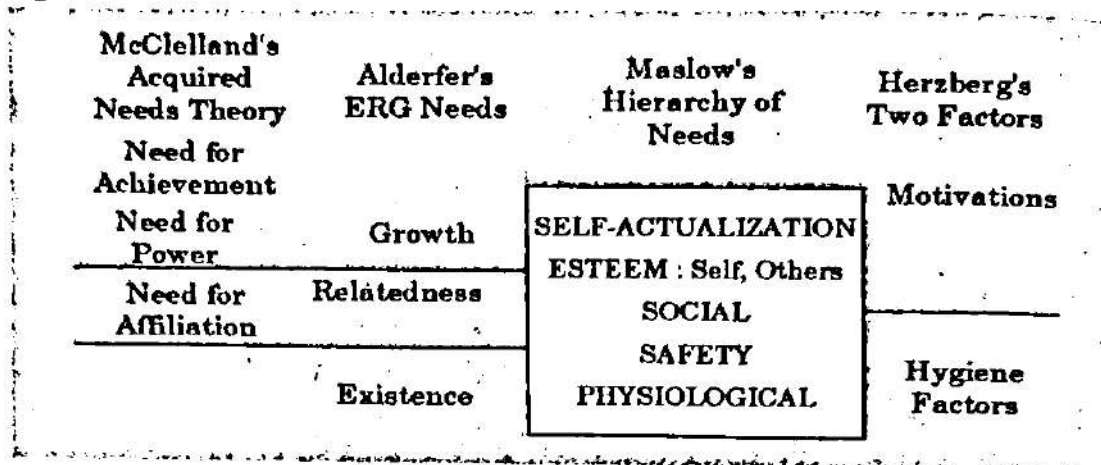 McClelland's
Acquired
Needs Theory
Alderfer's
ERG Needs
Maslow's
Hierarchy of
Needs
Herzberg's
Two Factors
Need for
Achievement
Need for
Power
Need for
Affiliation
Growth
Relatedness
Existence
SELF-ACTUALIZATION
ESTEEM : Self, Others
SOCIAL
SAFETY
PHYSIOLOGICAL
Motivations
Hygiene
Factors